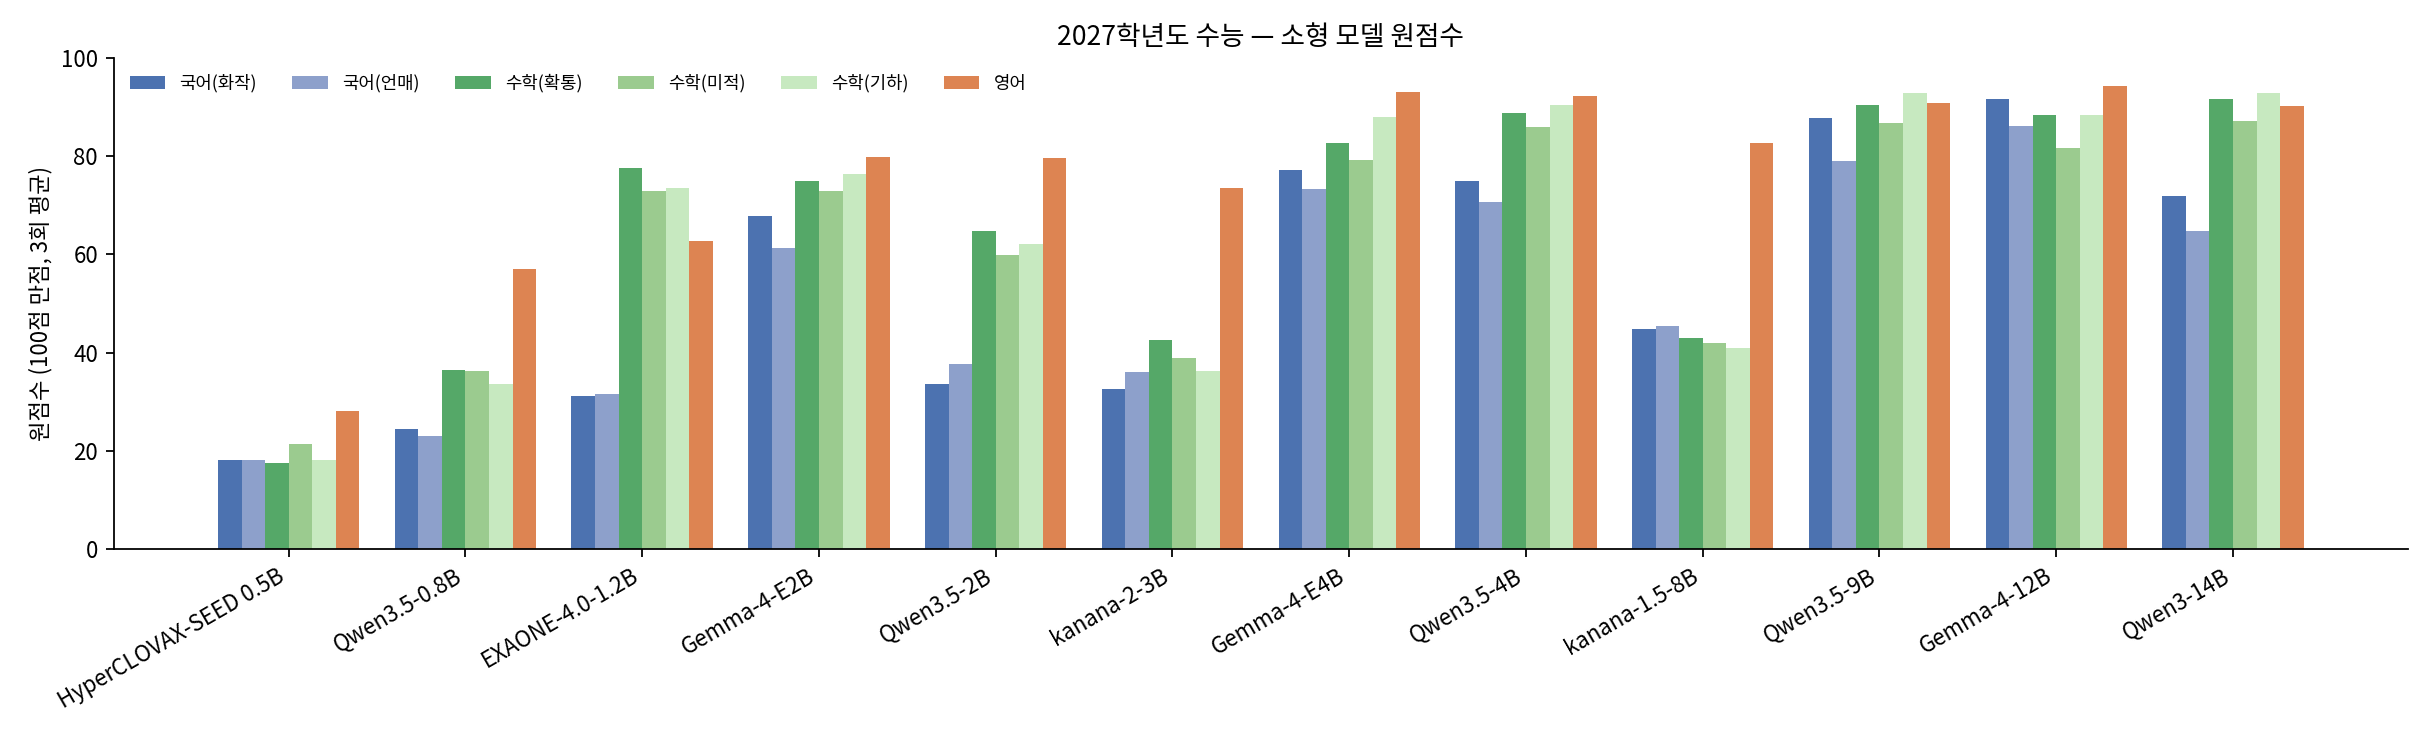 2027학년도 수능 — 소형 모델 원점수
국어(화작) 국어(언매) 수학(확통) 수학(미적) 수학(기하) 영어
원점수 (100점 만점, 3회 평균)
100
80
60
40
20
0
HyperCLOVAX-SEED 0.5B
Qwen3.5-0.8B
EXAONE-4.0-1.2B
Gemma-4-E2B
Qwen3.5-2B
kanana-2-3B
Gemma-4-E4B
Qwen3.5-4B
kanana-1.5-8B
Qwen3.5-9B
Gemma-4-12B
Qwen3-14B